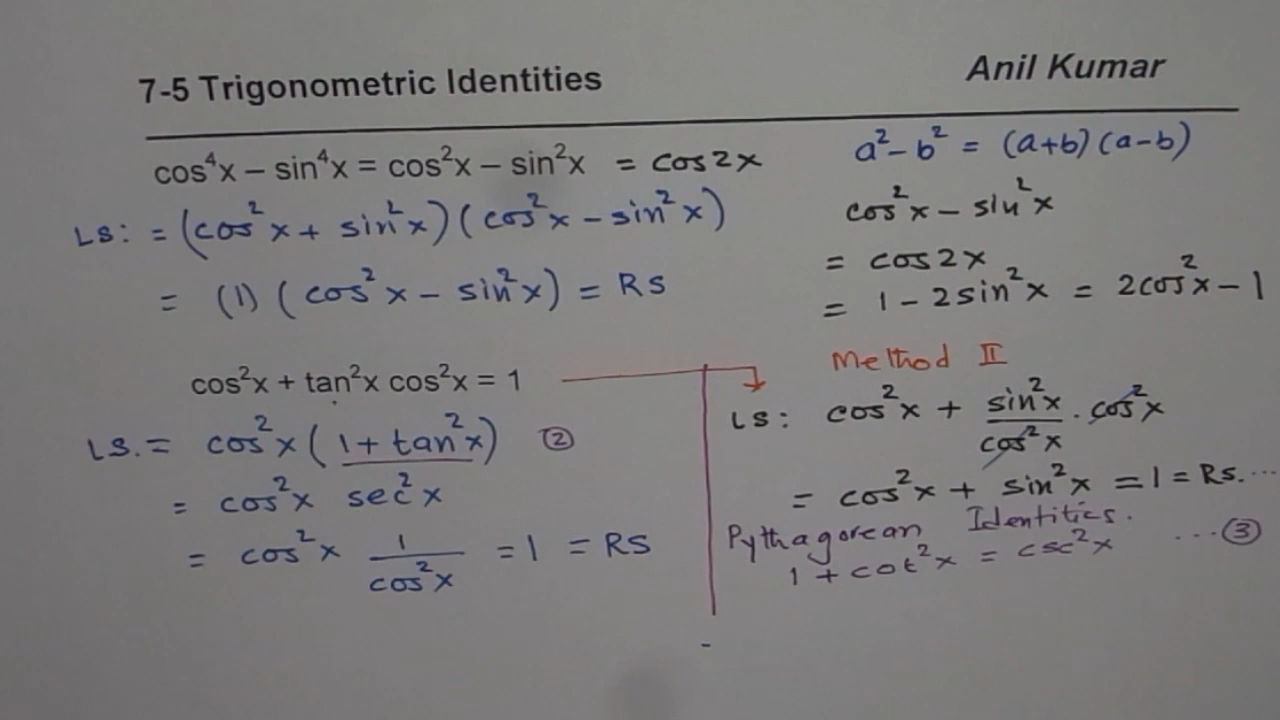 7-5 Trigonometric Identities
Anil Kumar
cos⁴x – sin⁴x = cos²x – sin²x = cos2x
LS: = (cos²x + sin²x)(cos²x – sin²x)
= (1) (cos²x – sin²x) = RS
a² – b² = (a+b)(a-b)
cos²x – sin²x
= cos2x
= 1 – 2sin²x = 2cos²x – 1
cos²x + tan²x cos²x = 1
LS. = cos²x (1 + tan²x) ②
= cos²x sec²x
= cos²x 1/cos²x = 1 = RS
Method II
LS: cos²x + sin²x/cos²x . cos²x
= cos²x + sin²x = 1 = RS. ...
Pythagorean Identities.
1 + cot²x = csc²x ... ③